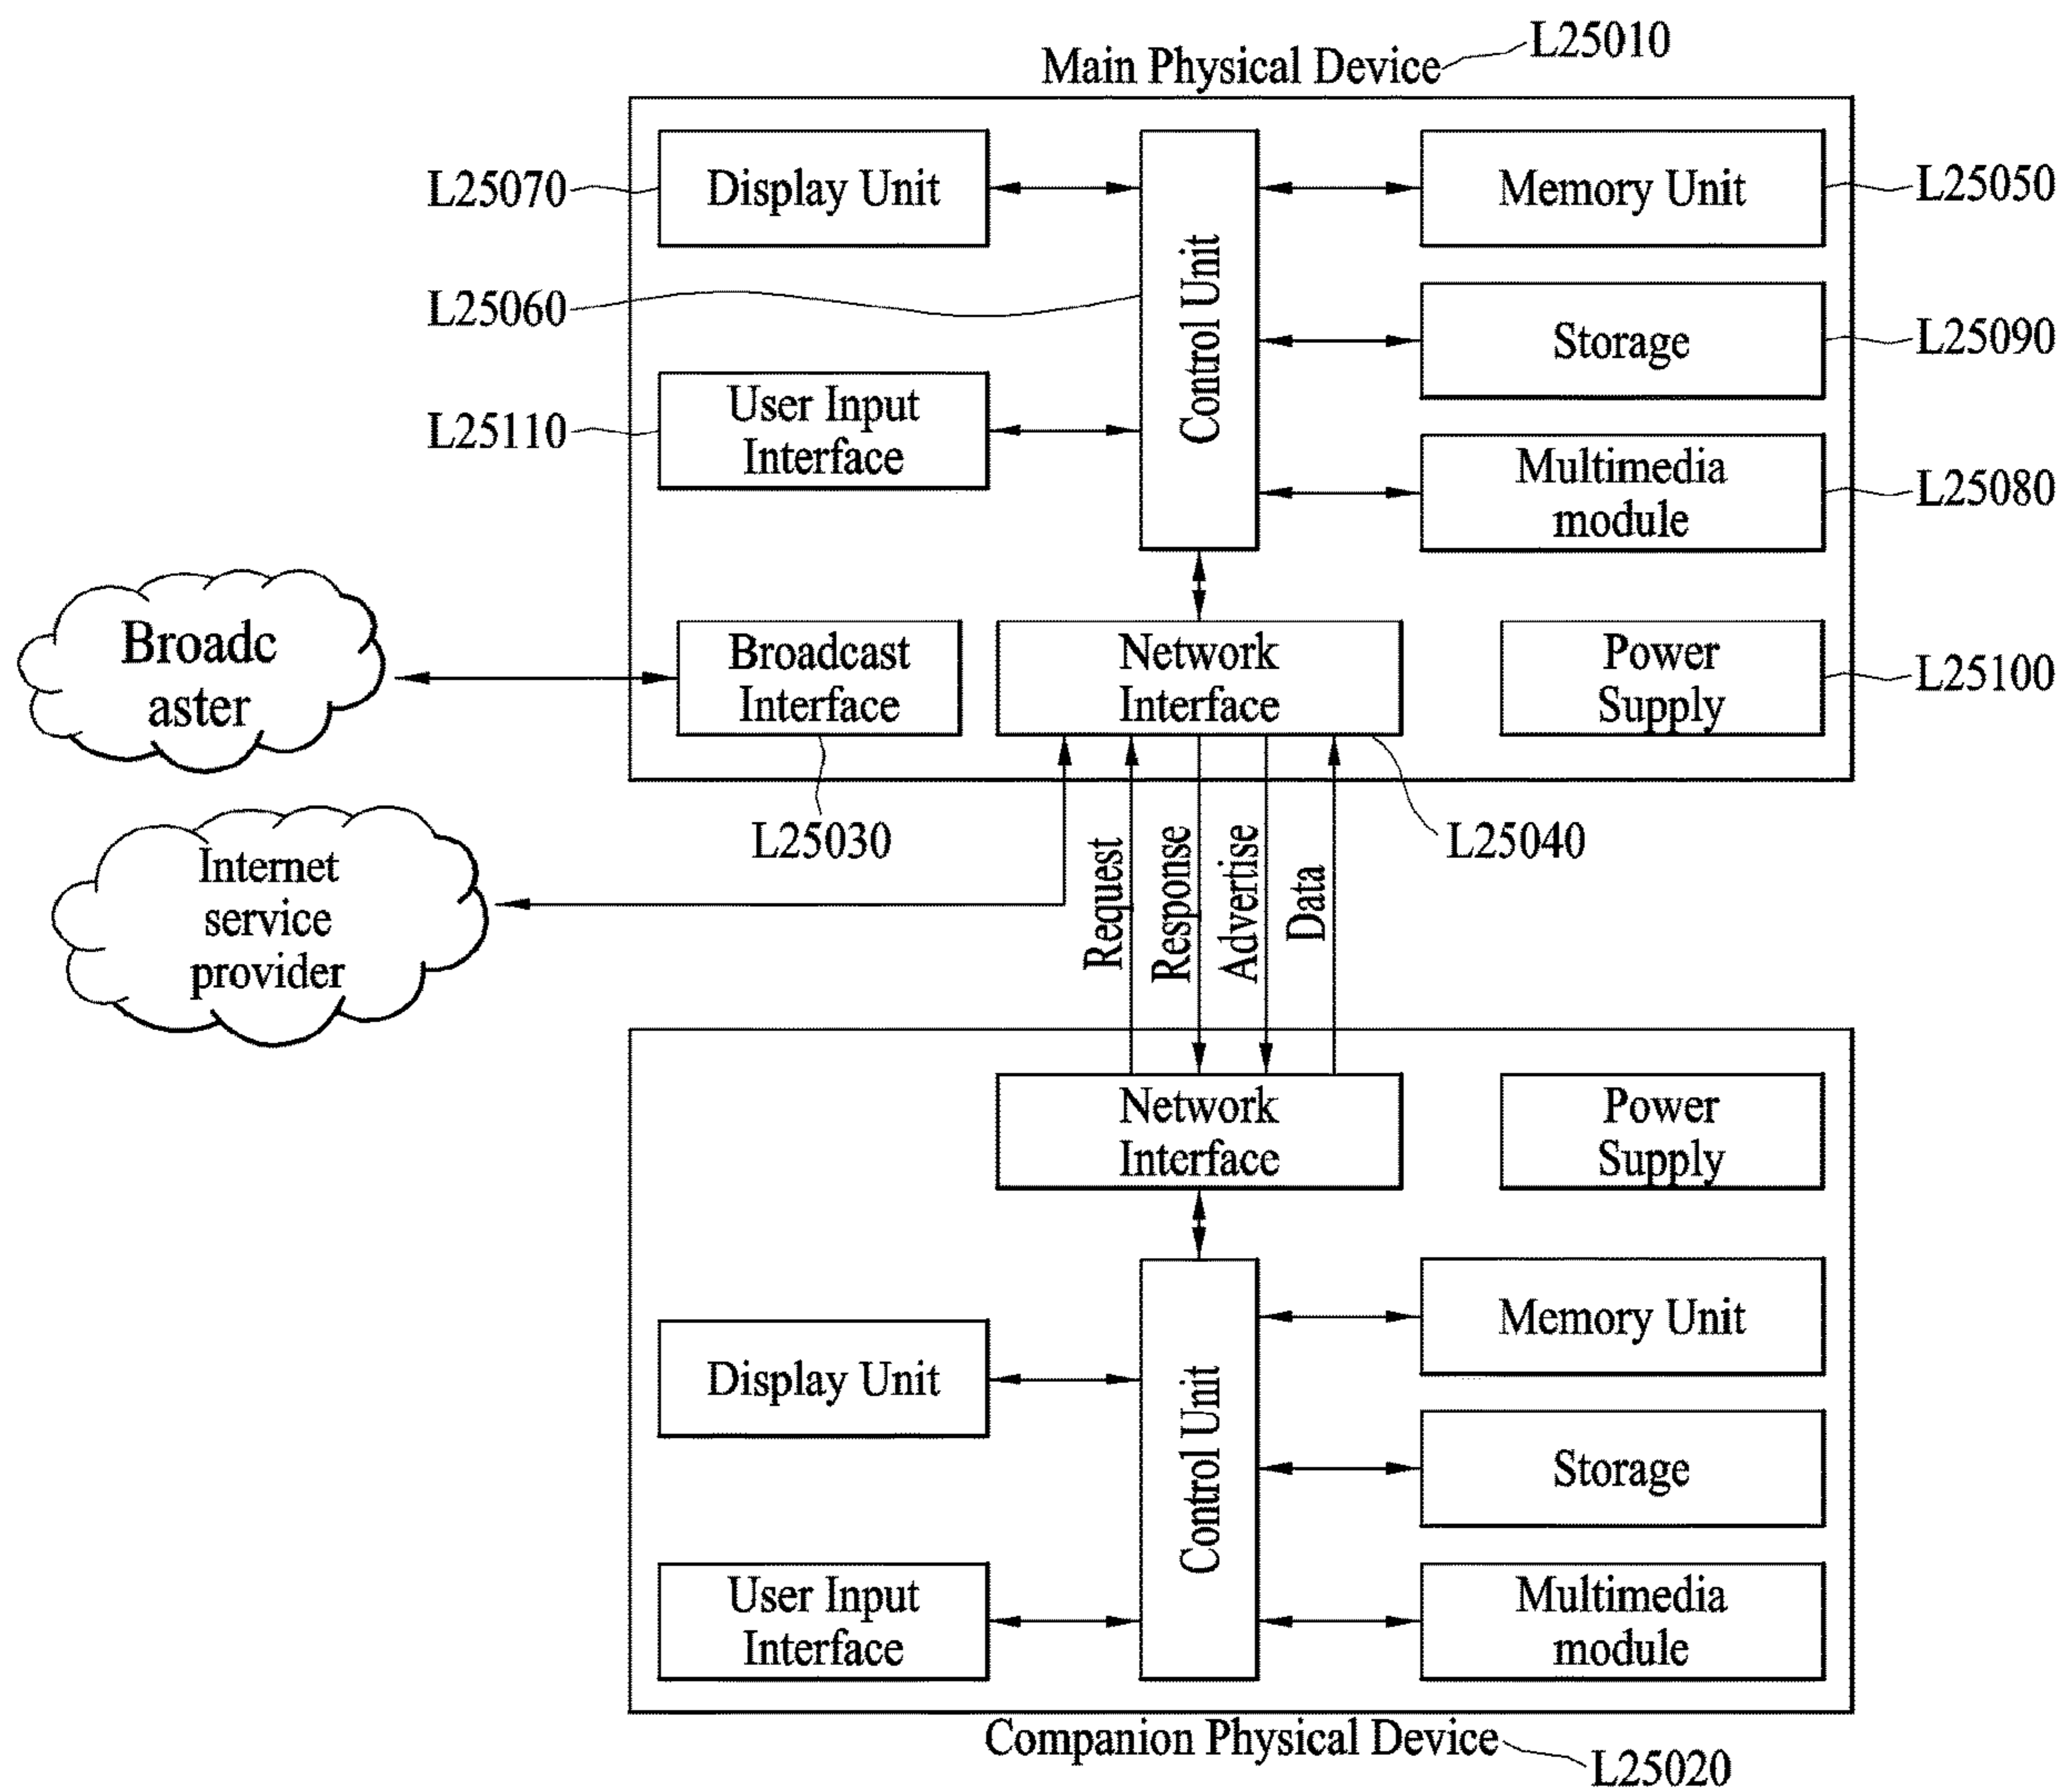 L25010
Main Physical Device
L25070
Display Unit
Memory Unit
L25050
L25060
Control Unit
Storage
L25090
L25110
User Input
Interface
Multimedia
module
L25080
Broadc
aster
Broadcast
Interface
Network
Interface
Power
Supply
L25100
L25030
L25040
Internet
service
provider
Request
Response
Advertise
Data
Network
Interface
Power
Supply
Display Unit
Control Unit
Memory Unit
Storage
User Input
Interface
Multimedia
module
Companion Physical Device
L25020